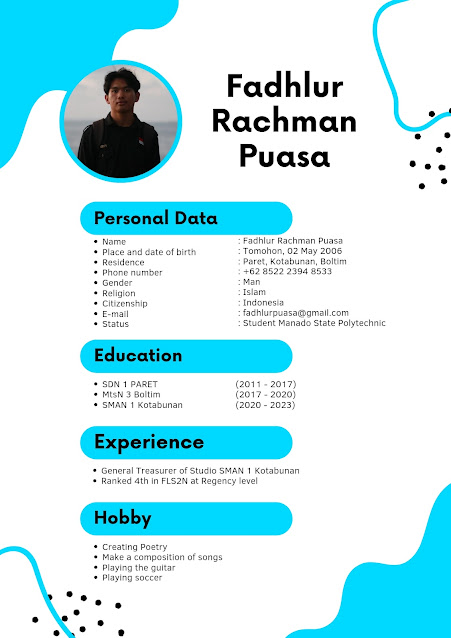 Fadhlur
Rachman
Puasa
Personal Data
• Name : Fadhlur Rachman Puasa
• Place and date of birth : Tomohon, 02 May 2006
• Residence : Paret, Kotabunan, Boltim
• Phone number : +62 8522 2394 8533
• Gender : Man
• Religion : Islam
• Citizenship : Indonesia
• E-mail : fadhlurpuasa@gmail.com
• Status : Student Manado State Polytechnic
Education
• SDN 1 PARET (2011 - 2017)
• MtsN 3 Boltim (2017 - 2020)
• SMAN 1 Kotabunan (2020 - 2023)
Experience
• General Treasurer of Studio SMAN 1 Kotabunan
• Ranked 4th in FLS2N at Regency level
Hobby
• Creating Poetry
• Make a composition of songs
• Playing the guitar
• Playing soccer